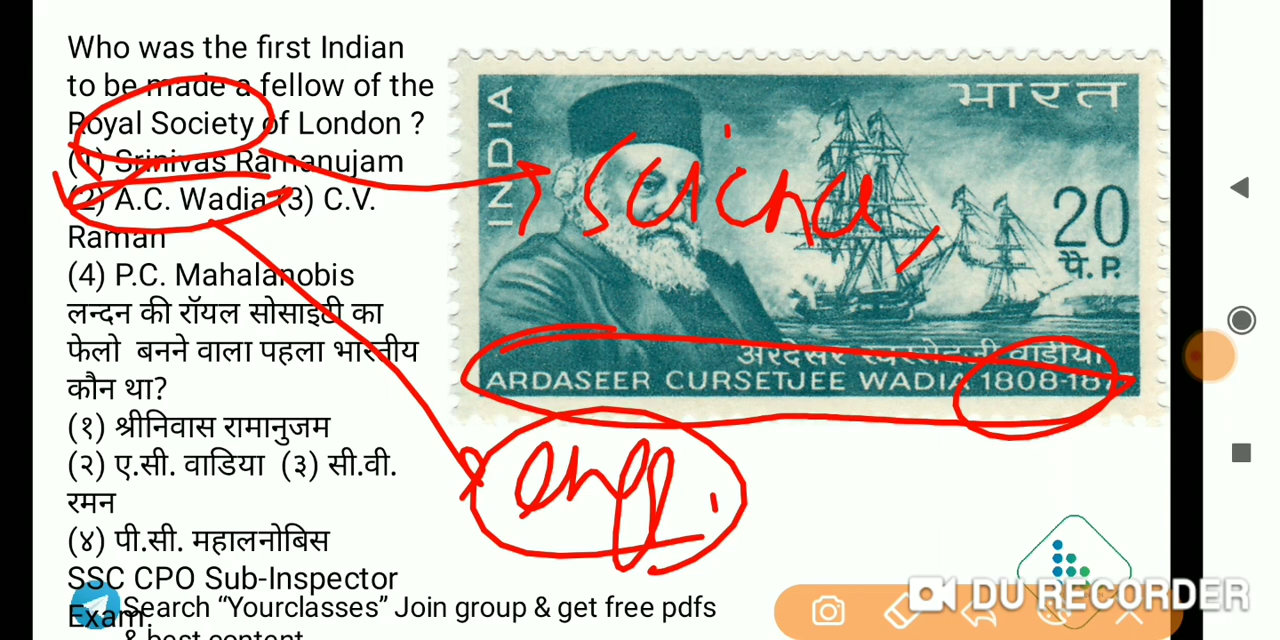 Who was the first Indian
to be made a fellow of the
Royal Society of London ?
(1) Srinivas Ramanujam
(2) A.C. Wadia (3) C.V.
Raman
(4) P.C. Mahalanobis
लन्दन की रॉयल सोसाइटी का
फेलो बनने वाला पहला भारतीय
कौन था?
(१) श्रीनिवास रामानुजम
(२) ए.सी. वाडिया (३) सी.वी.
रमन
(४) पी.सी. महालनोबिस
SSC CPO Sub-Inspector
Exam.
Search “Yourclasses” Join group & get free pdfs
& best content
INDIA
भारत
20
पै. P.
अरदेसर वाडीया
ARDASEER CURSETJEE WADIA 1808-18
DU RECORDER